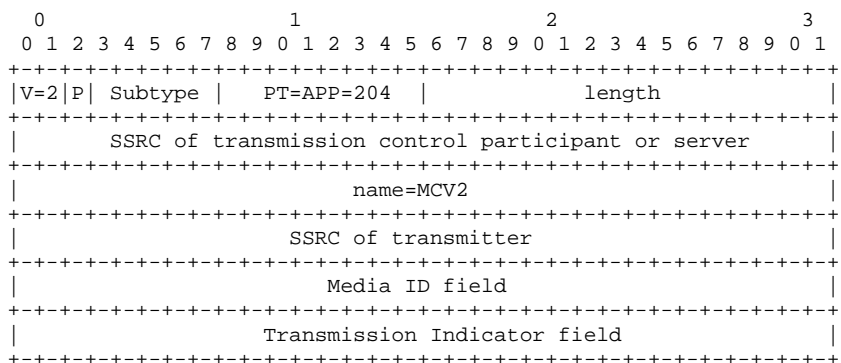 0                   1                   2                   3
 0 1 2 3 4 5 6 7 8 9 0 1 2 3 4 5 6 7 8 9 0 1 2 3 4 5 6 7 8 9 0 1
+-+-+-+-+-+-+-+-+-+-+-+-+-+-+-+-+-+-+-+-+-+-+-+-+-+-+-+-+-+-+-+-+
|V=2|P| Subtype |   PT=APP=204  |            length             |
+-+-+-+-+-+-+-+-+-+-+-+-+-+-+-+-+-+-+-+-+-+-+-+-+-+-+-+-+-+-+-+-+
|       SSRC of transmission control participant or server      |
+-+-+-+-+-+-+-+-+-+-+-+-+-+-+-+-+-+-+-+-+-+-+-+-+-+-+-+-+-+-+-+-+
|                          name=MCV2                            |
+-+-+-+-+-+-+-+-+-+-+-+-+-+-+-+-+-+-+-+-+-+-+-+-+-+-+-+-+-+-+-+-+
|                     SSRC of transmitter                       |
+-+-+-+-+-+-+-+-+-+-+-+-+-+-+-+-+-+-+-+-+-+-+-+-+-+-+-+-+-+-+-+-+
|                        Media ID field                         |
+-+-+-+-+-+-+-+-+-+-+-+-+-+-+-+-+-+-+-+-+-+-+-+-+-+-+-+-+-+-+-+-+
|                   Transmission Indicator field                |
+-+-+-+-+-+-+-+-+-+-+-+-+-+-+-+-+-+-+-+-+-+-+-+-+-+-+-+-+-+-+-+-+